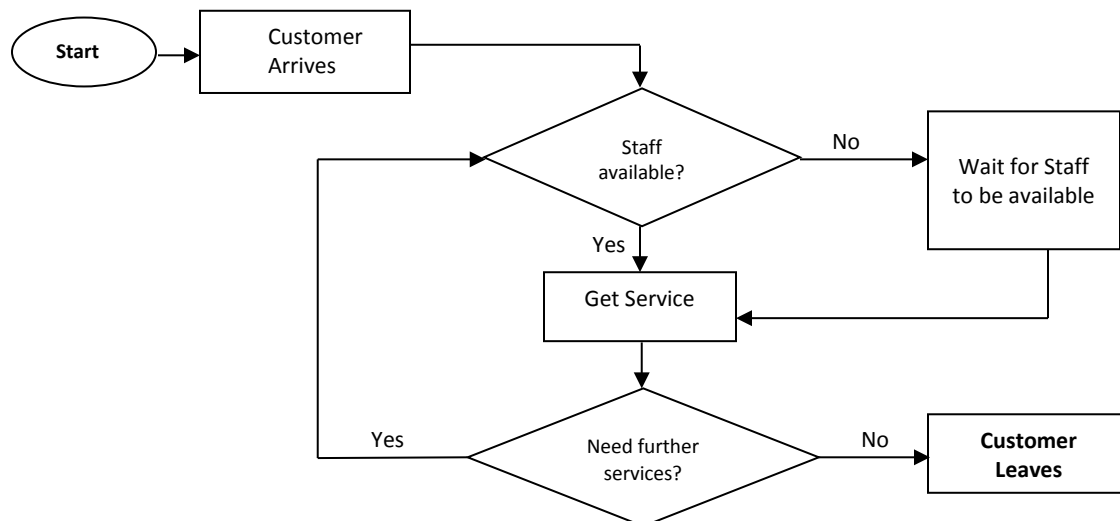 Start
Customer
Arrives
Staff
available?
No
Wait for Staff
to be available
Yes
Get Service
Need further
services?
Yes
No
Customer
Leaves